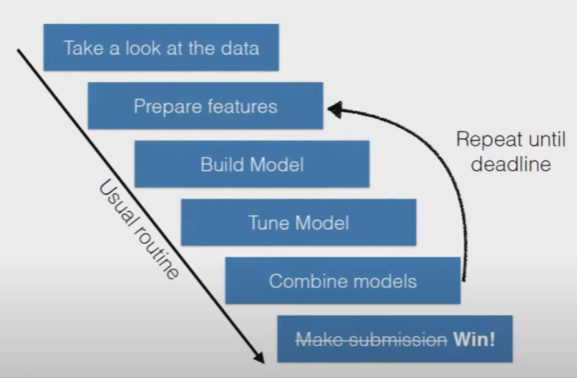 Take a look at the data
Prepare features
Repeat until
deadline
Build Model
Usual routine
Tune Model
Combine models
Make submission Win!